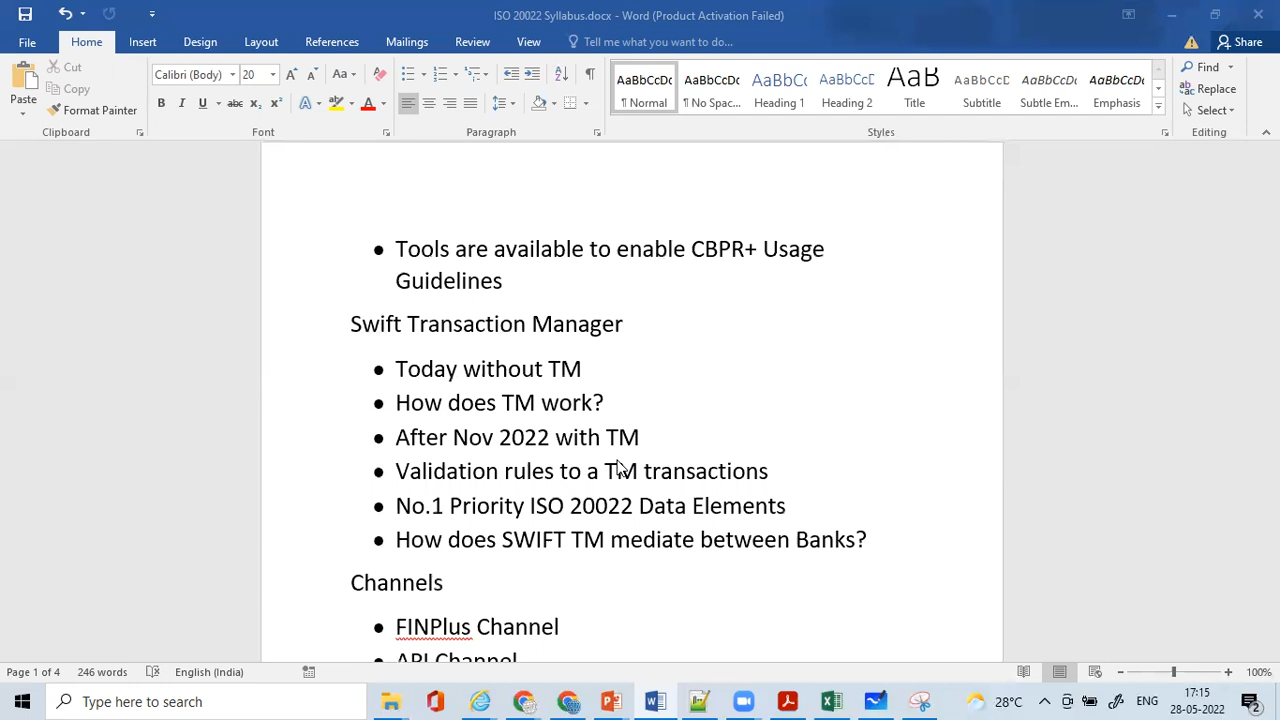 ISO 20022 Syllabus.docx - Word (Product Activation Failed)
File Home Insert Design Layout References Mailings Review View Tell me what you want to do... Share
Paste Cut Copy Format Painter
Calibri (Body) 20
AaBbCcDc AaBbCcDc AaBbCc AaBbCcD AaB AaBbCcD AaBbCcDc AaBbCcDc
¶ Normal ¶ No Spac... Heading 1 Heading 2 Title Subtitle Subtle Em... Emphasis
Find Replace Select
Clipboard Font Paragraph Styles Editing
Tools are available to enable CBPR+ Usage
Guidelines
Swift Transaction Manager
Today without TM
How does TM work?
After Nov 2022 with TM
Validation rules to a TM transactions
No.1 Priority ISO 20022 Data Elements
How does SWIFT TM mediate between Banks?
Channels
FINPlus Channel
API Channel
Page 1 of 4 246 words English (India) 100%
Type here to search
28°C ENG 17:15
28-05-2022 2